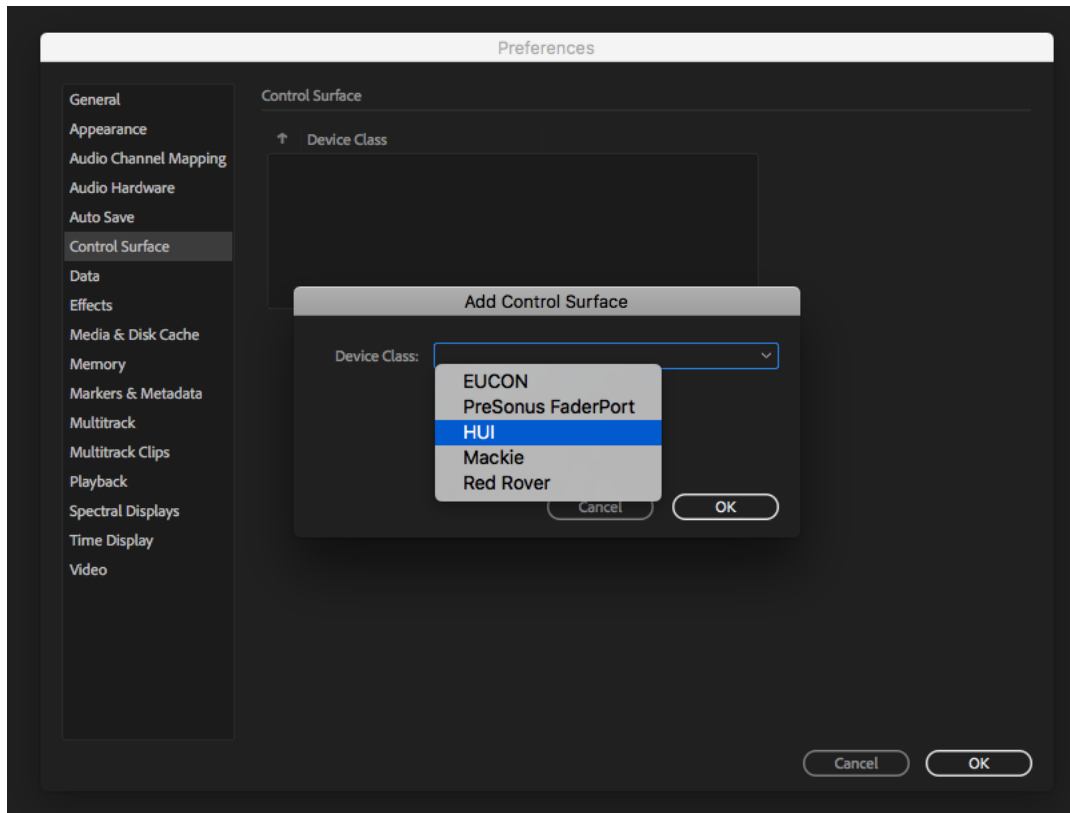 Preferences
General
Appearance
Audio Channel Mapping
Audio Hardware
Auto Save
Control Surface
Data
Effects
Media & Disk Cache
Memory
Markers & Metadata
Multitrack
Multitrack Clips
Playback
Spectral Displays
Time Display
Video
Control Surface
Device Class
Add Control Surface
Device Class:
EUCON
PreSonus FaderPort
HUI
Mackie
Red Rover
Cancel OK
Cancel OK